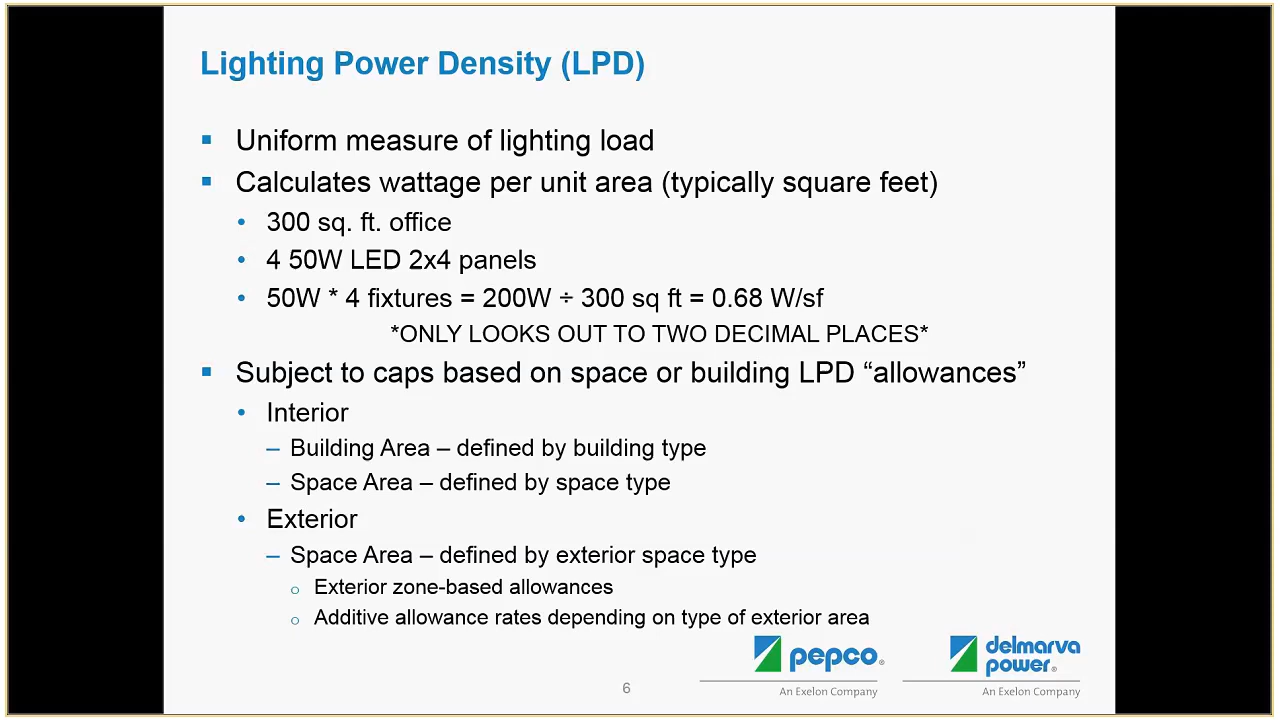 Lighting Power Density (LPD)
▪ Uniform measure of lighting load
▪ Calculates wattage per unit area (typically square feet)
• 300 sq. ft. office
• 4 50W LED 2x4 panels
• 50W * 4 fixtures = 200W ÷ 300 sq ft = 0.68 W/sf
*ONLY LOOKS OUT TO TWO DECIMAL PLACES*
▪ Subject to caps based on space or building LPD “allowances”
• Interior
– Building Area – defined by building type
– Space Area – defined by space type
• Exterior
– Space Area – defined by exterior space type
o Exterior zone-based allowances
o Additive allowance rates depending on type of exterior area
pepco®
An Exelon Company
delmarva
power®
An Exelon Company
6